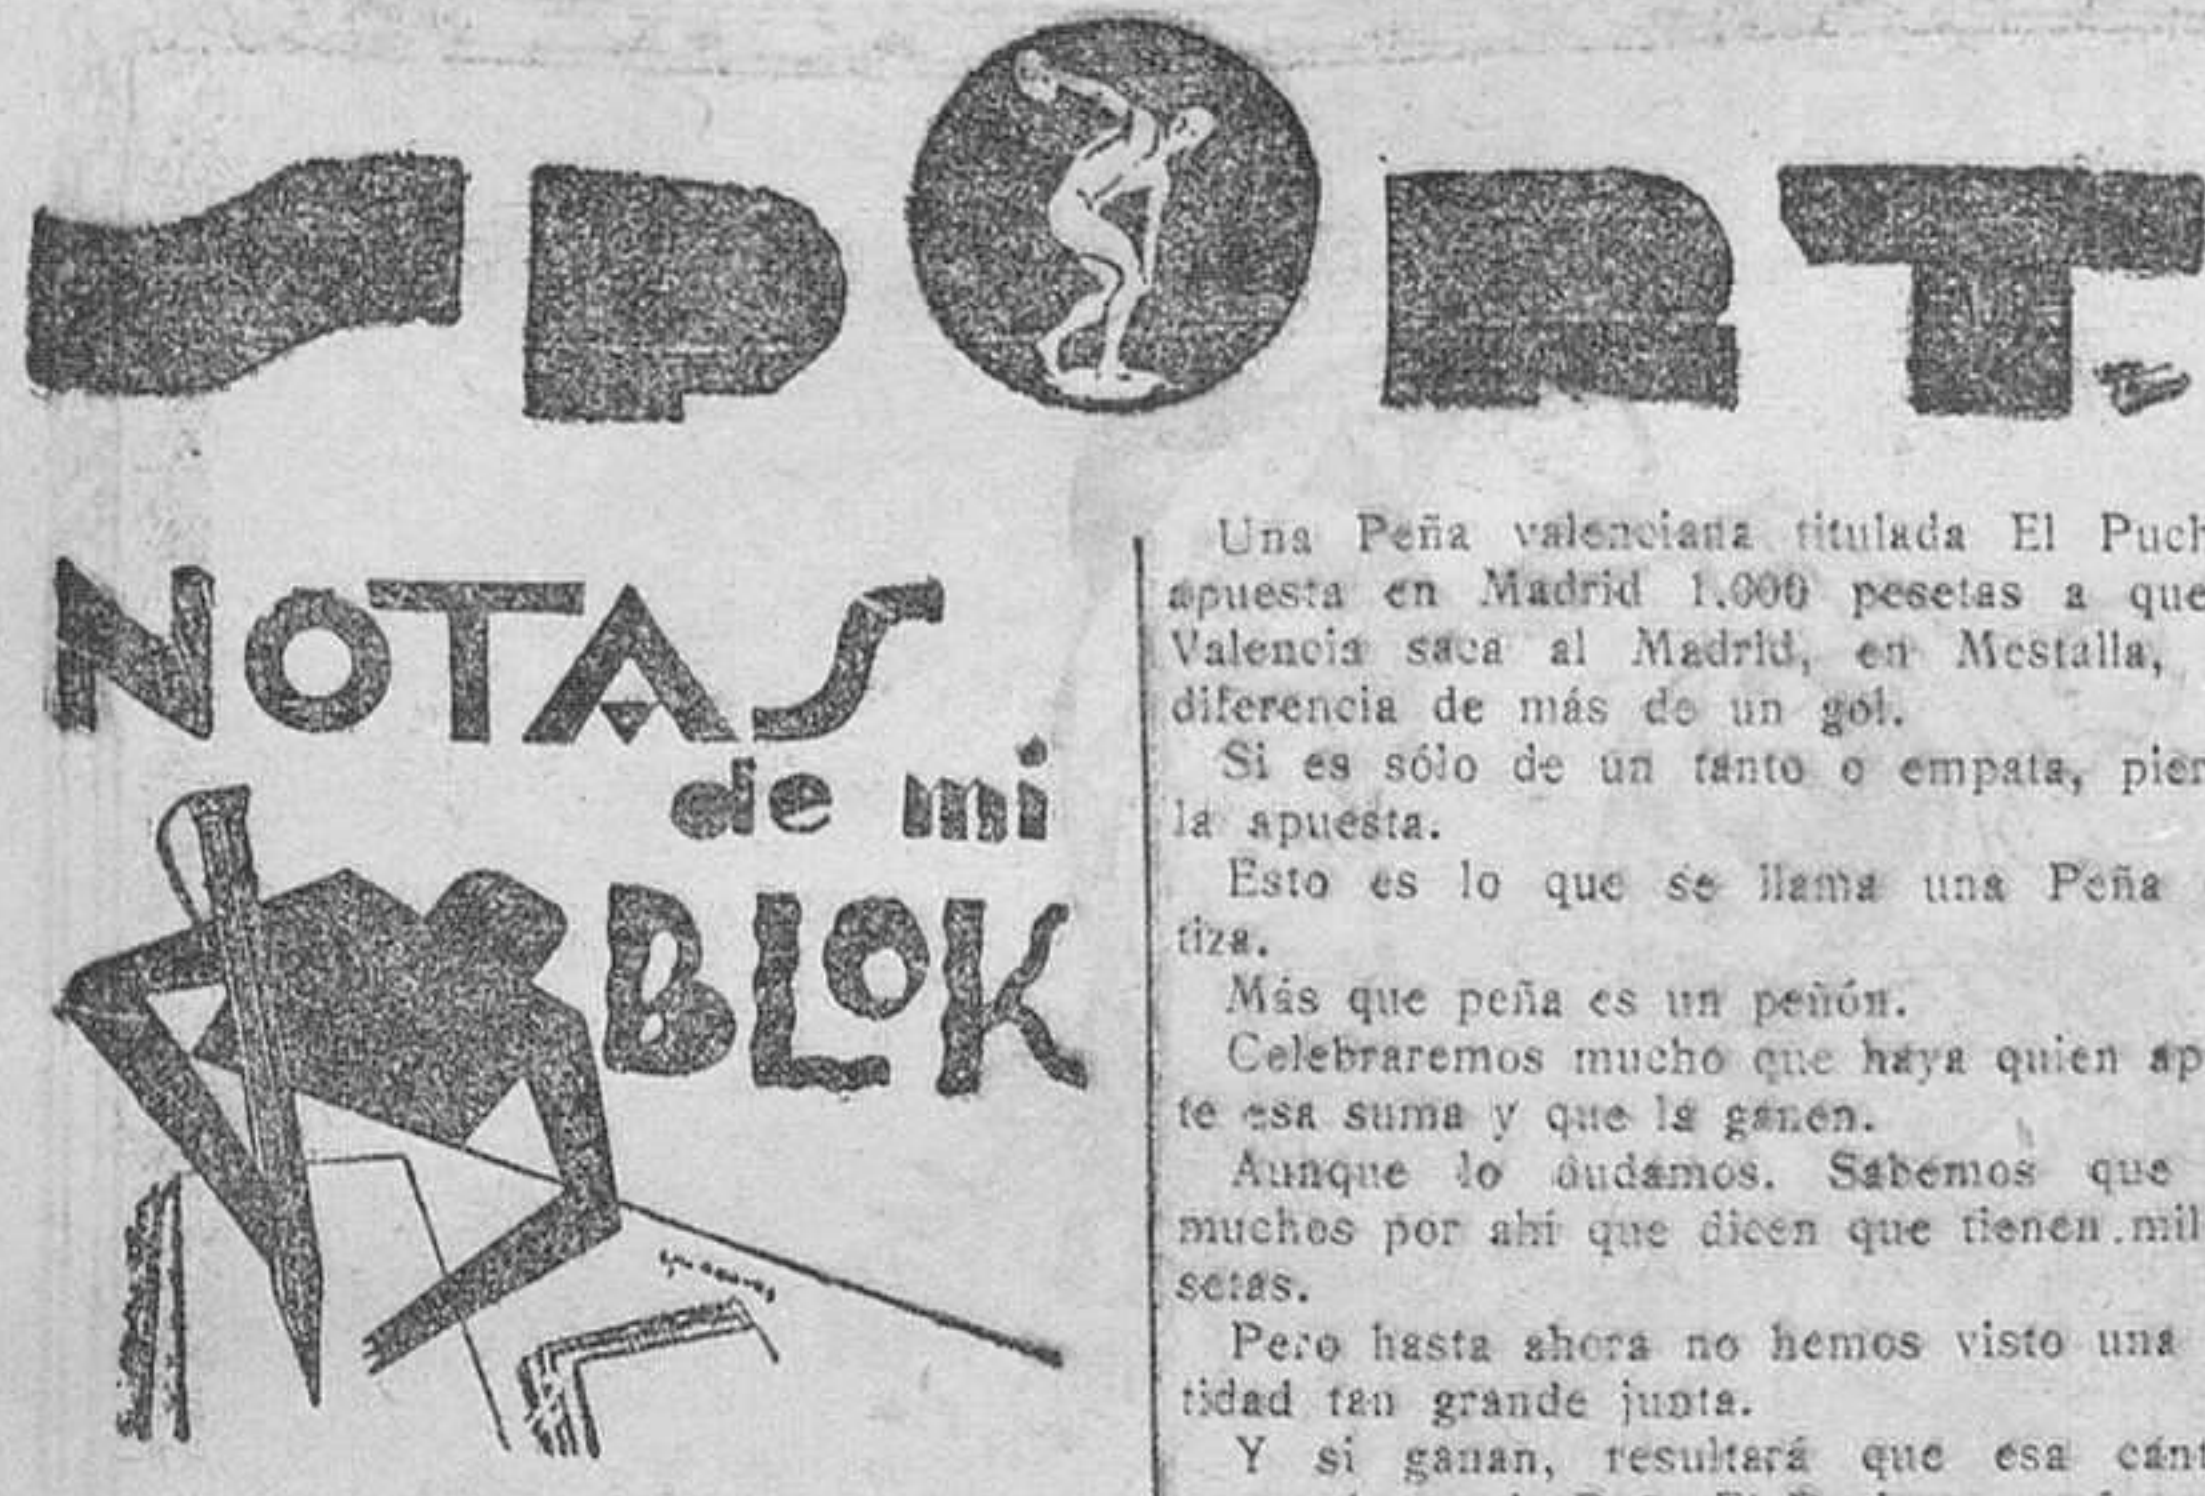 SPORT
NOTAS
de mi
BLOK
Una Peña valenciana titulada El Puch
apuesta en Madrid 1.000 pesetas a que
Valencia saca al Madrid, en Mestalla,
diferencia de más de un gol.
Si es sólo de un tanto o empata, pier
la apuesta.
Esto es lo que se llama una Peña
tiza.
Más que peña es un peñón.
Celebraremos mucho que haya quien ap
te esa suma y que la ganen.
Aunque lo dudamos. Sabemos que
muchos por ahí que dicen que tienen mil
setas.
Pero hasta ahora no hemos visto una
tidad tan grande junta.
Y si ganan, resultará que esa cant